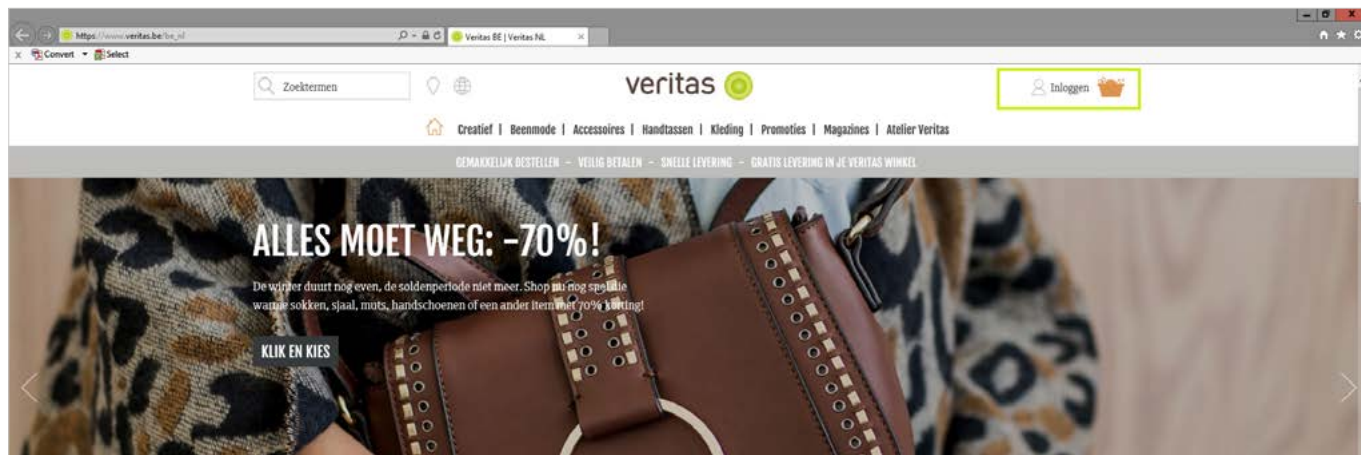 https://www.veritas.be/be_nl
Veritas BE | Veritas NL
x Convert Select
Zoektermen
veritas
Inloggen
Creatief | Beenmode | Accessoires | Handtassen | Kleding | Promoties | Magazines | Atelier Veritas
GEMAKKELIJK BESTELLEN - VEILIG BETALEN - SNELLE LEVERING - GRATIS LEVERING IN JE VERITAS WINKEL
ALLES MOET WEG: -70%!
De winter duurt nog even, de soldenperiode niet meer. Shop nu nog snel die
warme sokken, sjaal, muts, handschoenen of een ander item met 70% korting!
KLIK EN KIES